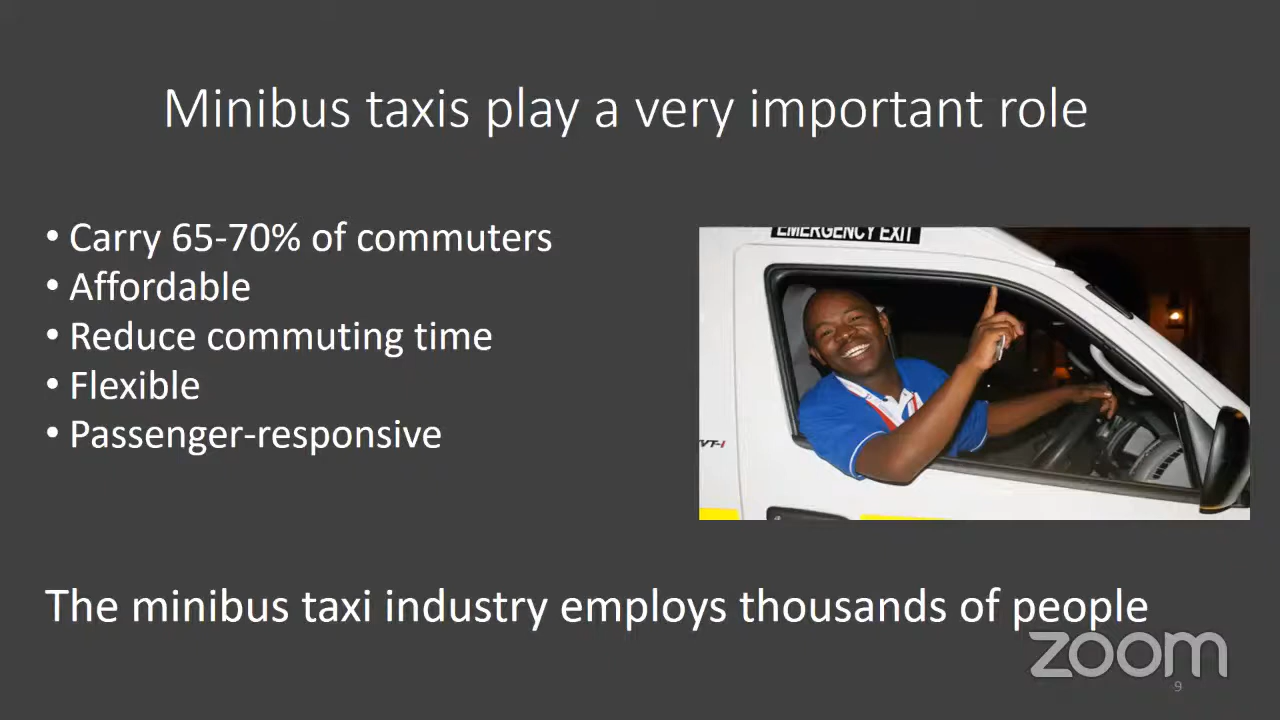 Minibus taxis play a very important role
• Carry 65-70% of commuters
• Affordable
• Reduce commuting time
• Flexible
• Passenger-responsive
EMERGENCY EXIT
VVT-i
The minibus taxi industry employs thousands of people
zoom
9